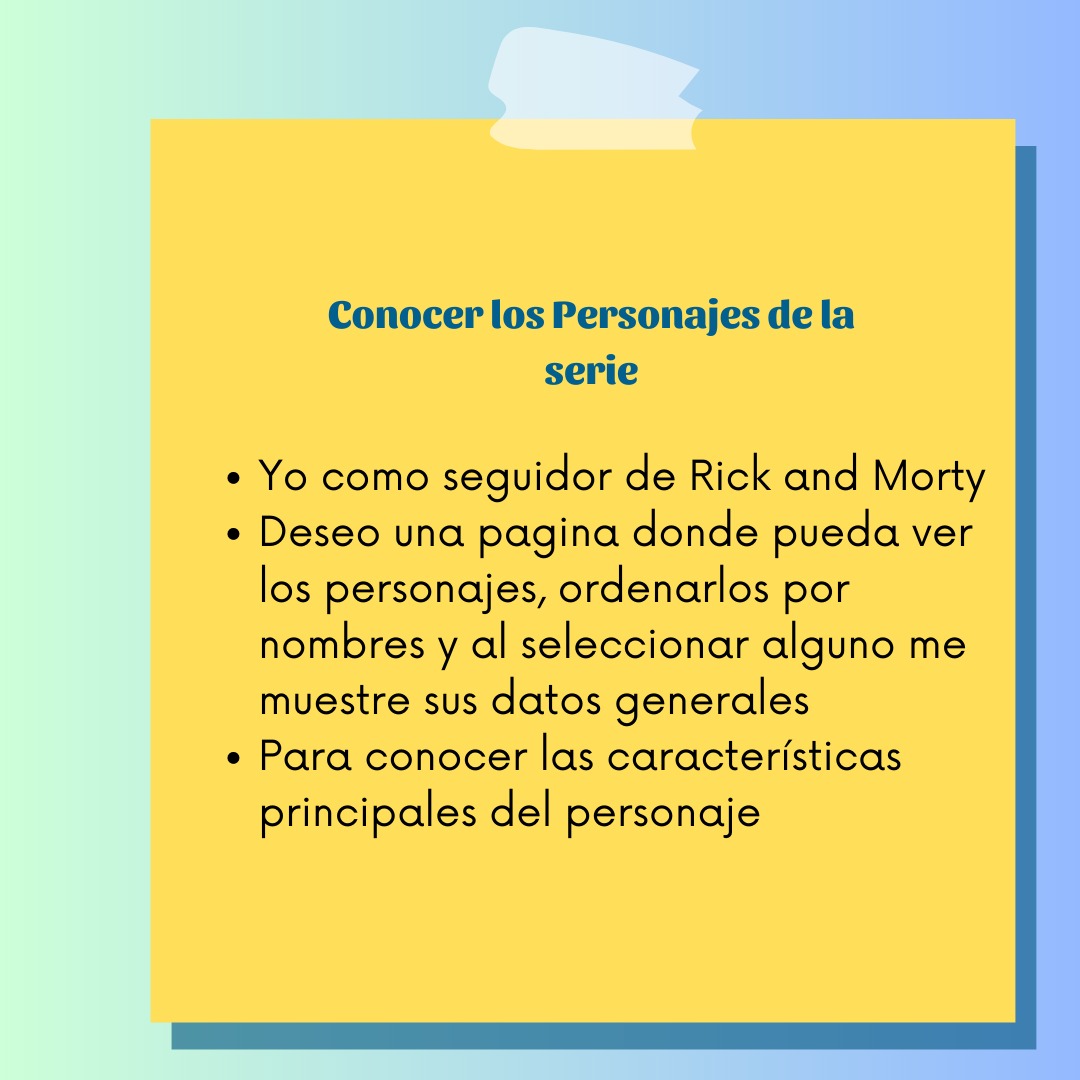 Conocer los Personajes de la
serie
• Yo como seguidor de Rick and Morty
• Deseo una pagina donde pueda ver
los personajes, ordenarlos por
nombres y al seleccionar alguno me
muestre sus datos generales
• Para conocer las características
principales del personaje